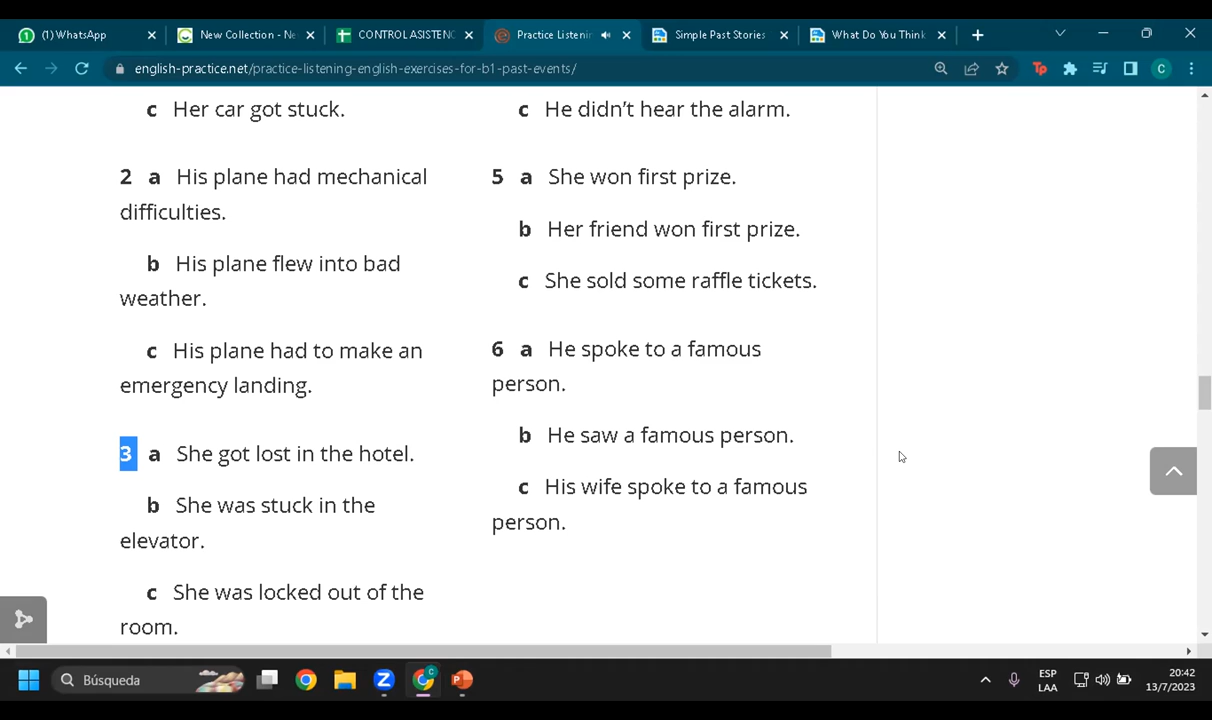 (1) WhatsApp
New Collection - Ne
CONTROL ASISTENC
Practice Listenin
Simple Past Stories
What Do You Think
english-practice.net/practice-listening-english-exercises-for-b1-past-events/
c Her car got stuck.
2 a His plane had mechanical
difficulties.
b His plane flew into bad
weather.
c His plane had to make an
emergency landing.
3 a She got lost in the hotel.
b She was stuck in the
elevator.
c She was locked out of the
room.
c He didn’t hear the alarm.
5 a She won first prize.
b Her friend won first prize.
c She sold some raffle tickets.
6 a He spoke to a famous
person.
b He saw a famous person.
c His wife spoke to a famous
person.
Búsqueda
ESP
LAA
20:42
13/7/2023